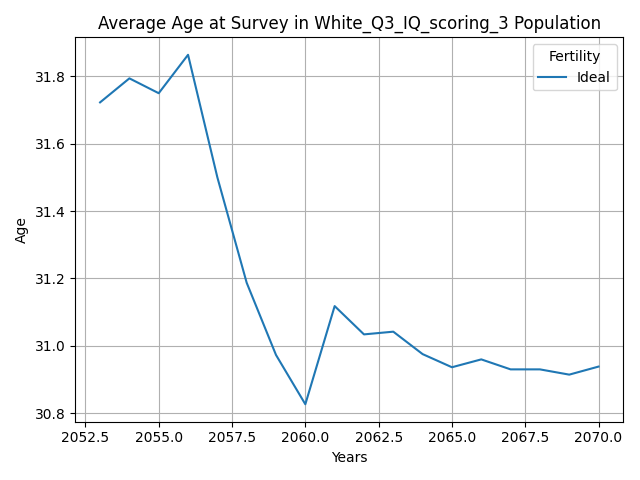 Average Age at Survey in White_Q3_IQ_scoring_3 Population
Fertility
Ideal
31.8
31.6
31.4
31.2
31.0
30.8
Age
2052.5 2055.0 2057.5 2060.0 2062.5 2065.0 2067.5 2070.0
Years